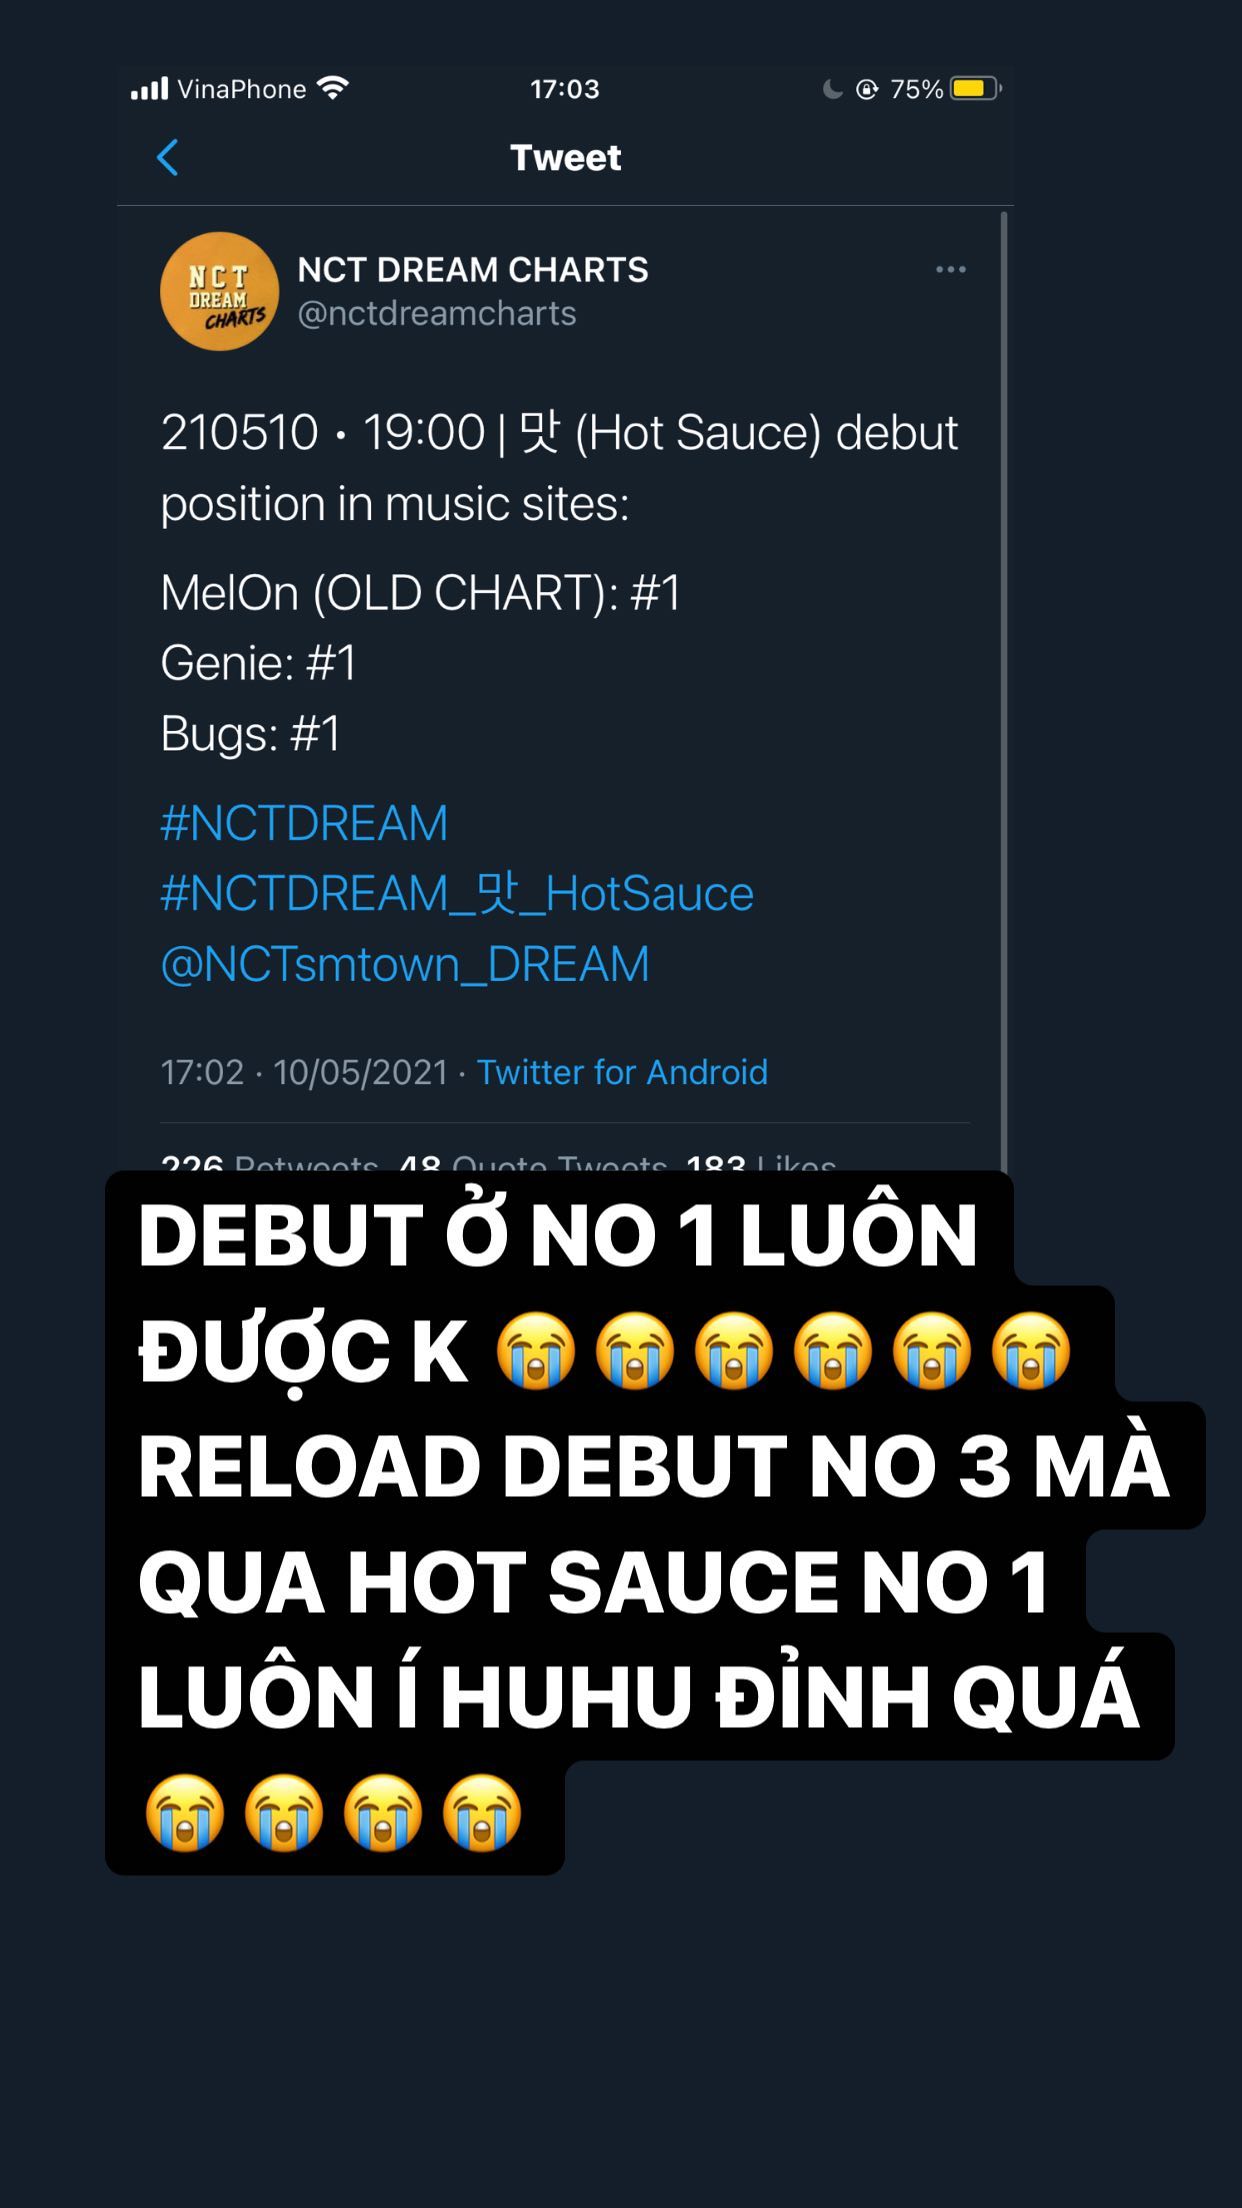 VinaPhone 17:03 75%
Tweet
NCT
DREAM
CHARTS
NCT DREAM CHARTS
@nctdreamcharts
210510 • 19:00 | 맛 (Hot Sauce) debut
position in music sites:
MelOn (OLD CHART): #1
Genie: #1
Bugs: #1
#NCTDREAM
#NCTDREAM_맛_HotSauce
@NCTsmtown_DREAM
17:02 · 10/05/2021 · Twitter for Android
226 Retweets 48 Quote Tweets 183 Likes
DEBUT Ở NO 1 LUÔN
ĐƯỢC K 😭😭😭😭😭😭
RELOAD DEBUT NO 3 MÀ
QUA HOT SAUCE NO 1
LUÔN Í HUHU ĐỈNH QUÁ
😭😭😭😭